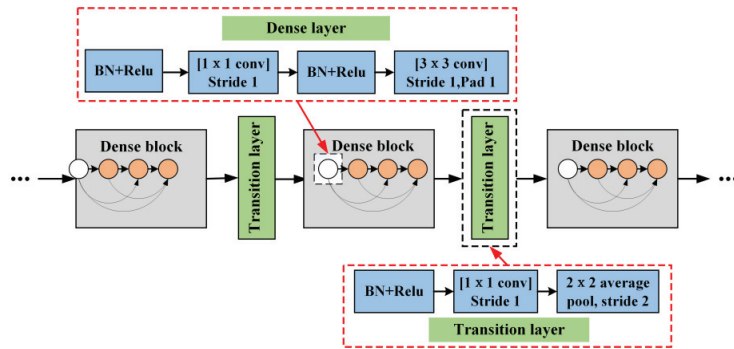 Dense layer
BN+Relu
[1 x 1 conv]
Stride 1
BN+Relu
[3 x 3 conv]
Stride 1,Pad 1
...
Dense block
Transition layer
Dense block
Transition layer
Dense block
...
BN+Relu
[1 x 1 conv]
Stride 1
2 x 2 average
pool, stride 2
Transition layer